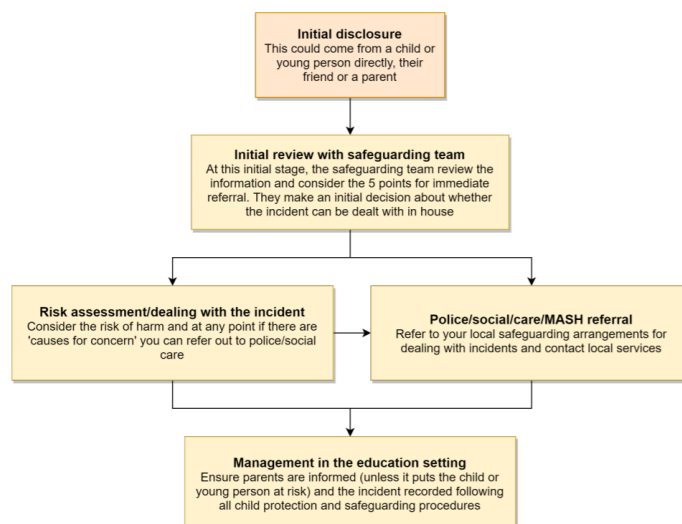 Initial disclosure
This could come from a child or
young person directly, their
friend or a parent
Initial review with safeguarding team
At this initial stage, the safeguarding team review the
information and consider the 5 points for immediate
referral. They make an initial decision about whether
the incident can be dealt with in house
Risk assessment/dealing with the incident
Consider the risk of harm and at any point if there are
'causes for concern' you can refer out to police/social
care
Police/social/care/MASH referral
Refer to your local safeguarding arrangements for
dealing with incidents and contact local services
Management in the education setting
Ensure parents are informed (unless it puts the child or
young person at risk) and the incident recorded following
all child protection and safeguarding procedures